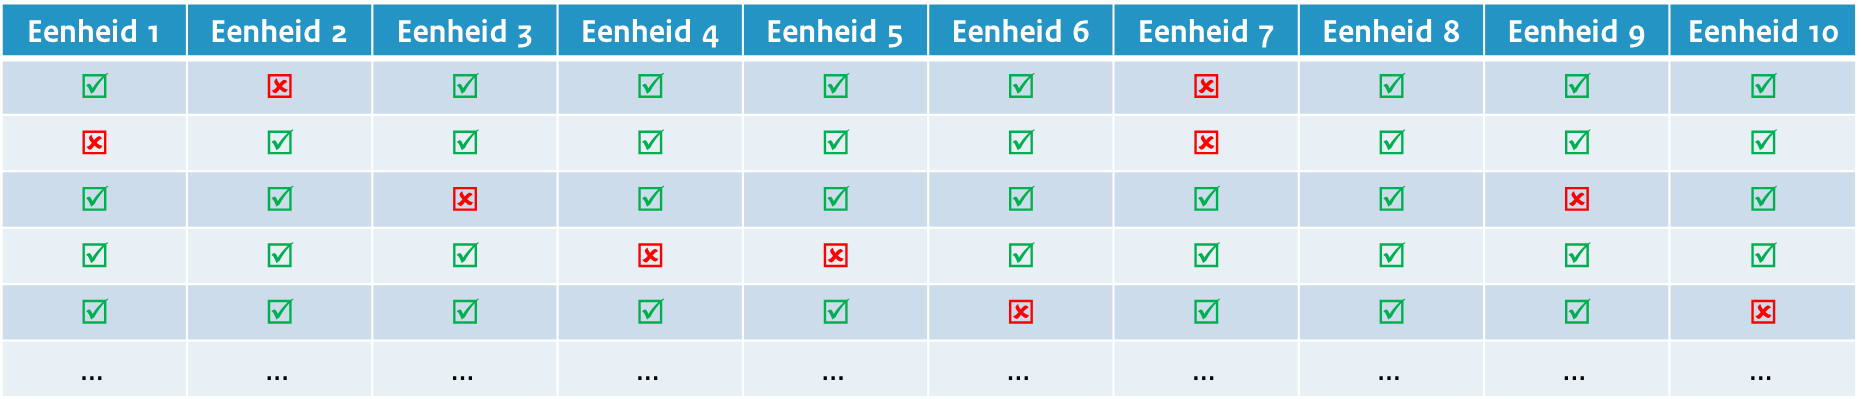 Eenheid 1 Eenheid 2 Eenheid 3 Eenheid 4 Eenheid 5 Eenheid 6 Eenheid 7 Eenheid 8 Eenheid 9 Eenheid 10
☑ ☒ ☑ ☑ ☑ ☑ ☒ ☑ ☑ ☑
☒ ☑ ☑ ☑ ☑ ☑ ☒ ☑ ☑ ☑
☑ ☑ ☒ ☑ ☑ ☑ ☑ ☑ ☒ ☑
☑ ☑ ☑ ☒ ☒ ☑ ☑ ☑ ☑ ☑
☑ ☑ ☑ ☑ ☑ ☒ ☑ ☑ ☑ ☒
... ... ... ... ... ... ... ... ... ...